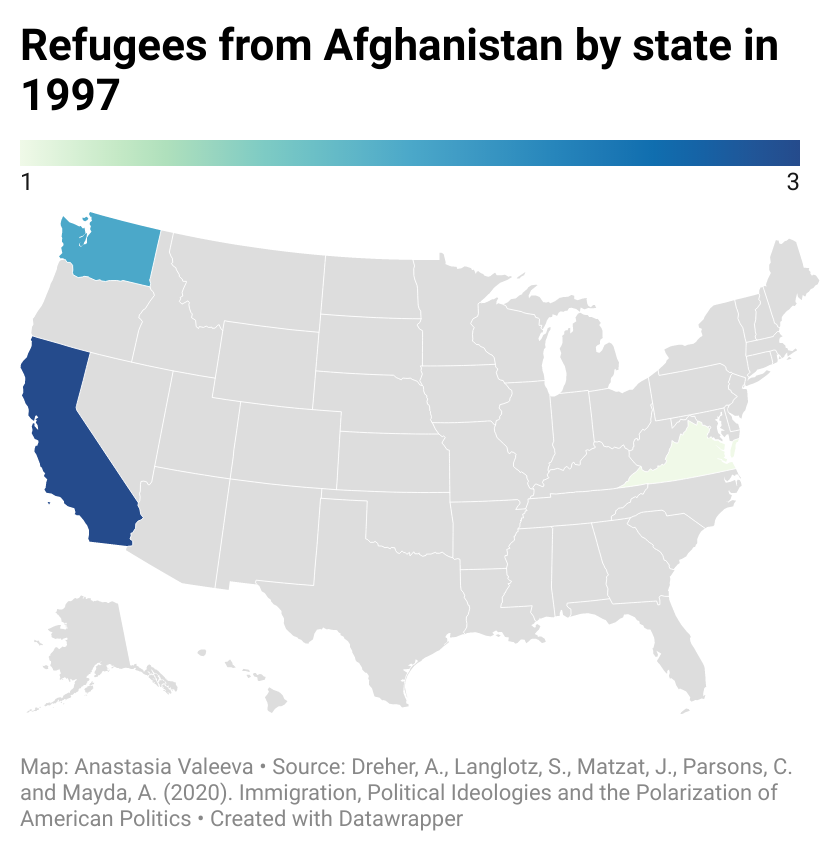 Refugees from Afghanistan by state in
1997
1 3
Map: Anastasia Valeeva • Source: Dreher, A., Langlotz, S., Matzat, J., Parsons, C.
and Mayda, A. (2020). Immigration, Political Ideologies and the Polarization of
American Politics • Created with Datawrapper